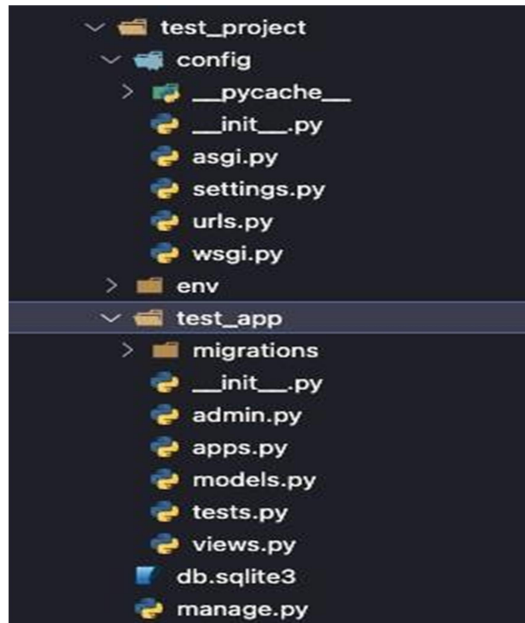 test_project
config
__pycache__
__init__.py
asgi.py
settings.py
urls.py
wsgi.py
env
test_app
migrations
__init__.py
admin.py
apps.py
models.py
tests.py
views.py
db.sqlite3
manage.py